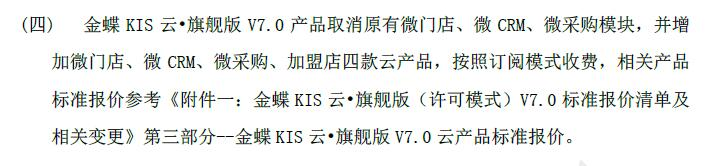 (四) 金蝶 KIS 云•旗舰版 V7.0 产品取消原有微门店、微 CRM、微采购模块，并增
加微门店、微 CRM、微采购、加盟店四款云产品，按照订阅模式收费，相关产品
标准报价参考《附件一：金蝶 KIS 云•旗舰版（许可模式）V7.0 标准报价清单及
相关变更》第三部分--金蝶 KIS 云•旗舰版 V7.0 云产品标准报价。